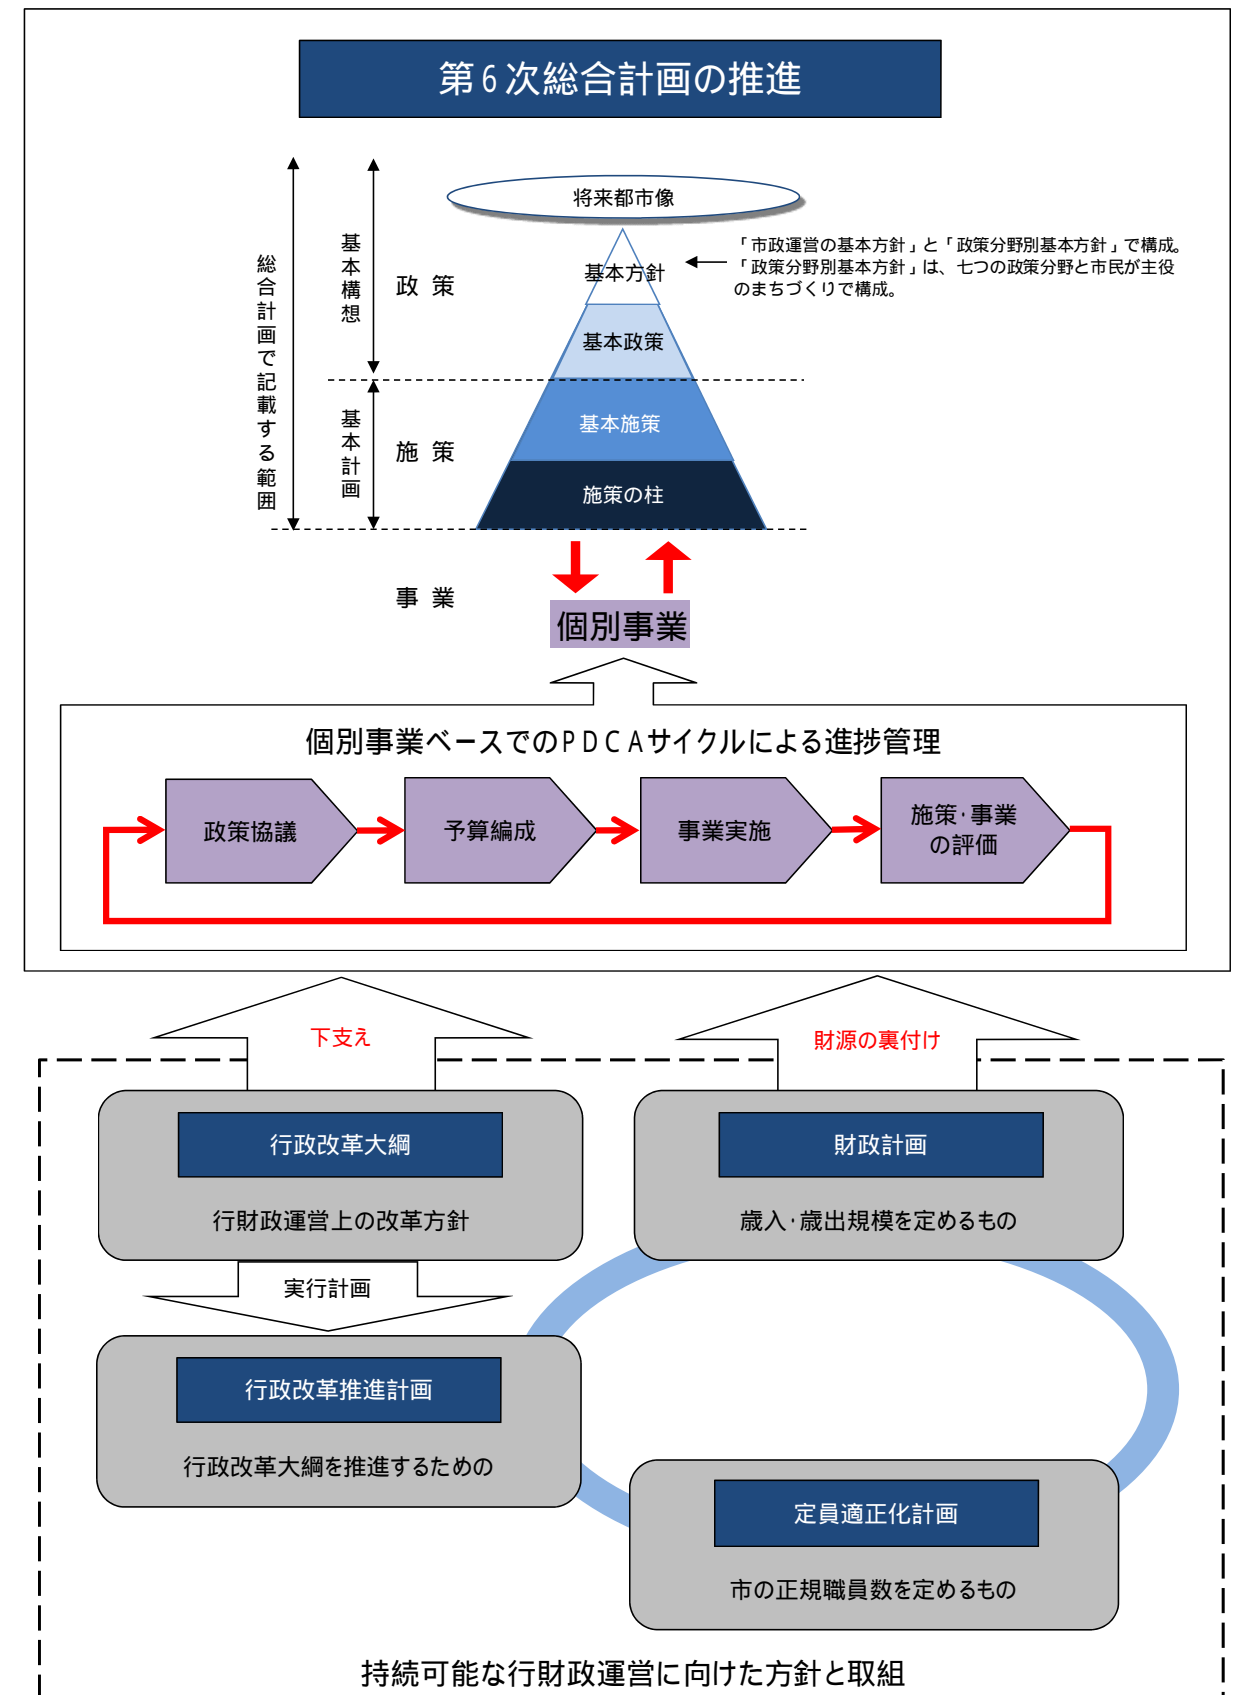 第6次総合計画の推進
将来都市像
総合計画で記載する範囲
基本構想
政 策
基本方針
「市政運営の基本方針」と「政策分野別基本方針」で構成。
「政策分野別基本方針」は、七つの政策分野と市民が主役
のまちづくりで構成。
基本政策
基本計画
施 策
基本施策
施策の柱
事 業
個別事業
個別事業ベースでのPDCAサイクルによる進捗管理
政策協議
予算編成
事業実施
施策・事業
の評価
下支え
財源の裏付け
行政改革大綱
行財政運営上の改革方針
財政計画
歳入・歳出規模を定めるもの
実行計画
行政改革推進計画
行政改革大綱を推進するための
定員適正化計画
市の正規職員数を定めるもの
持続可能な行財政運営に向けた方針と取組